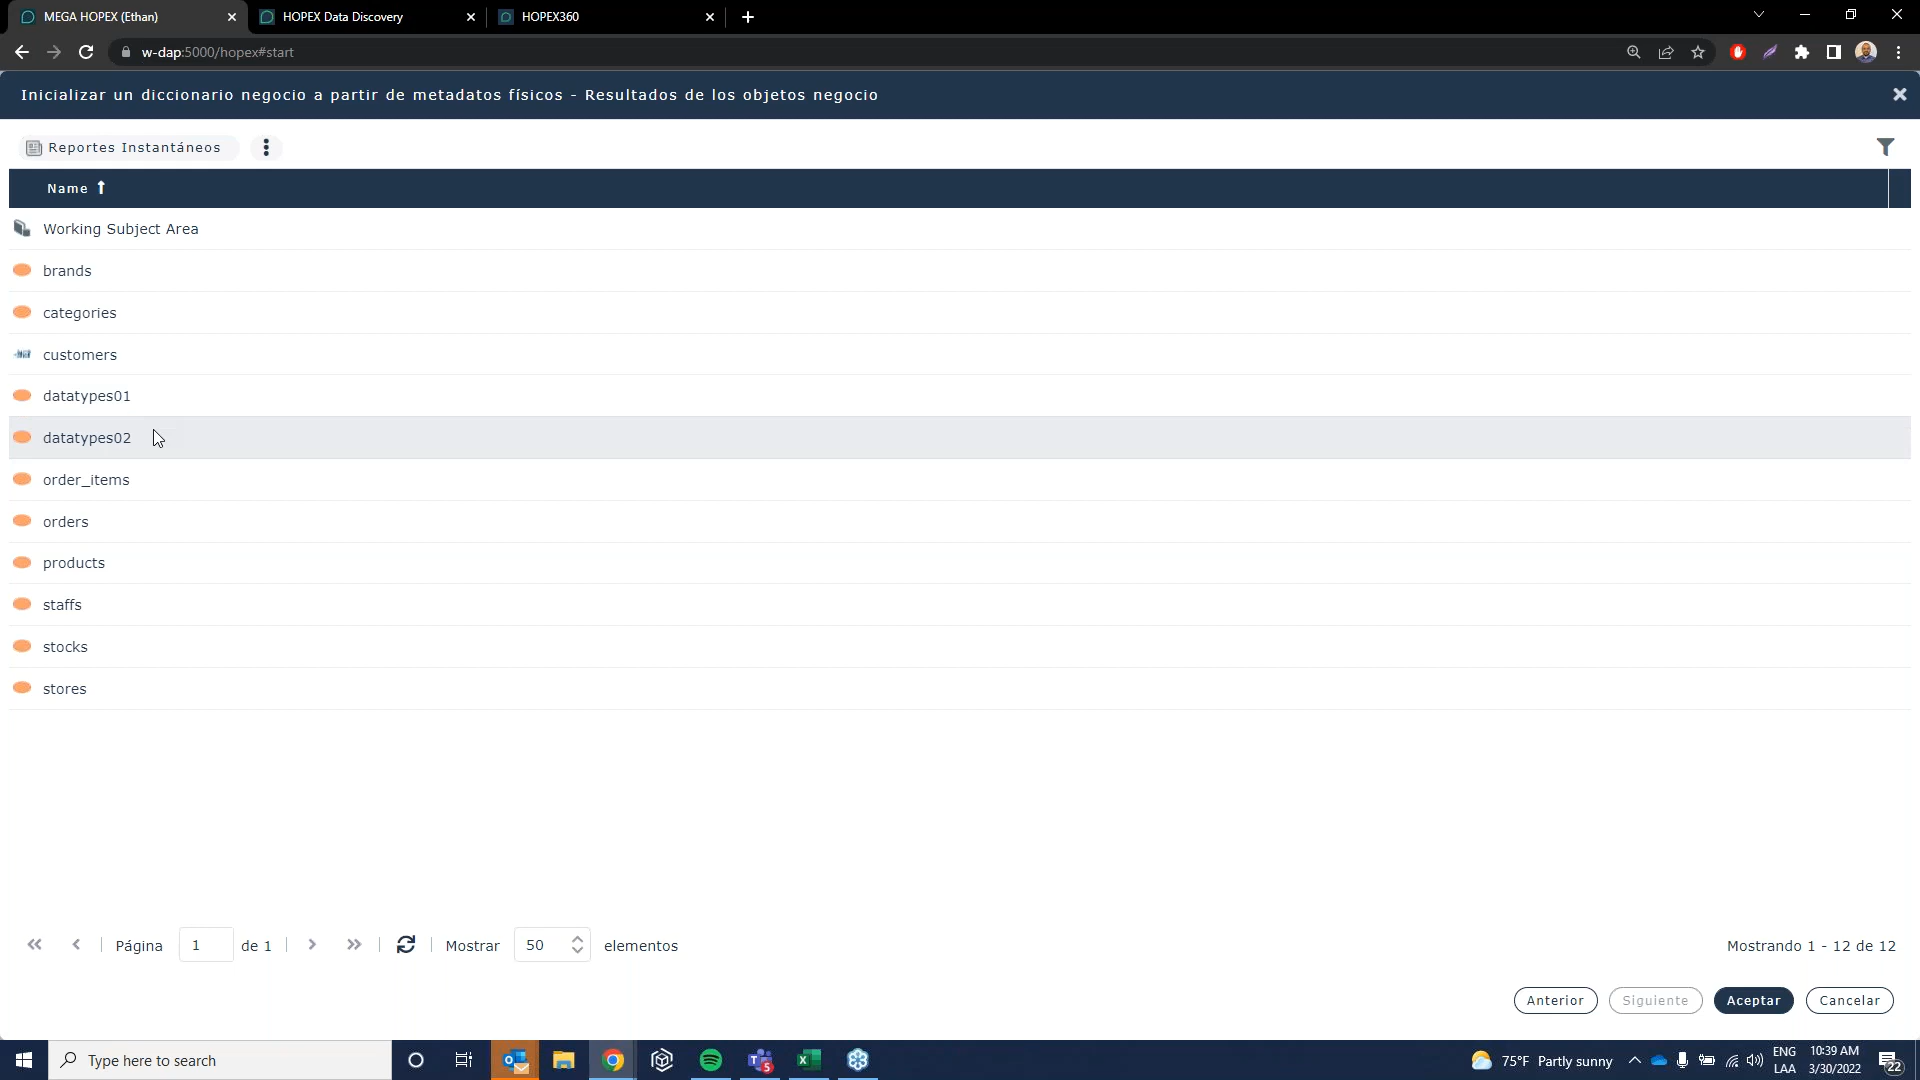 MEGA HOPEX (Ethan)
HOPEX Data Discovery
HOPEX360
w-dap:5000/hopex#start
Inicializar un diccionario negocio a partir de metadatos físicos - Resultados de los objetos negocio
Reportes Instantáneos
Name
Working Subject Area
brands
categories
customers
datatypes01
datatypes02
order_items
orders
products
staffs
stocks
stores
Página 1 de 1 Mostrar 50 elementos
Mostrando 1 - 12 de 12
Anterior Siguiente Aceptar Cancelar
Type here to search
75°F Partly sunny
ENG
LAA
10:39 AM
3/30/2022
22
5